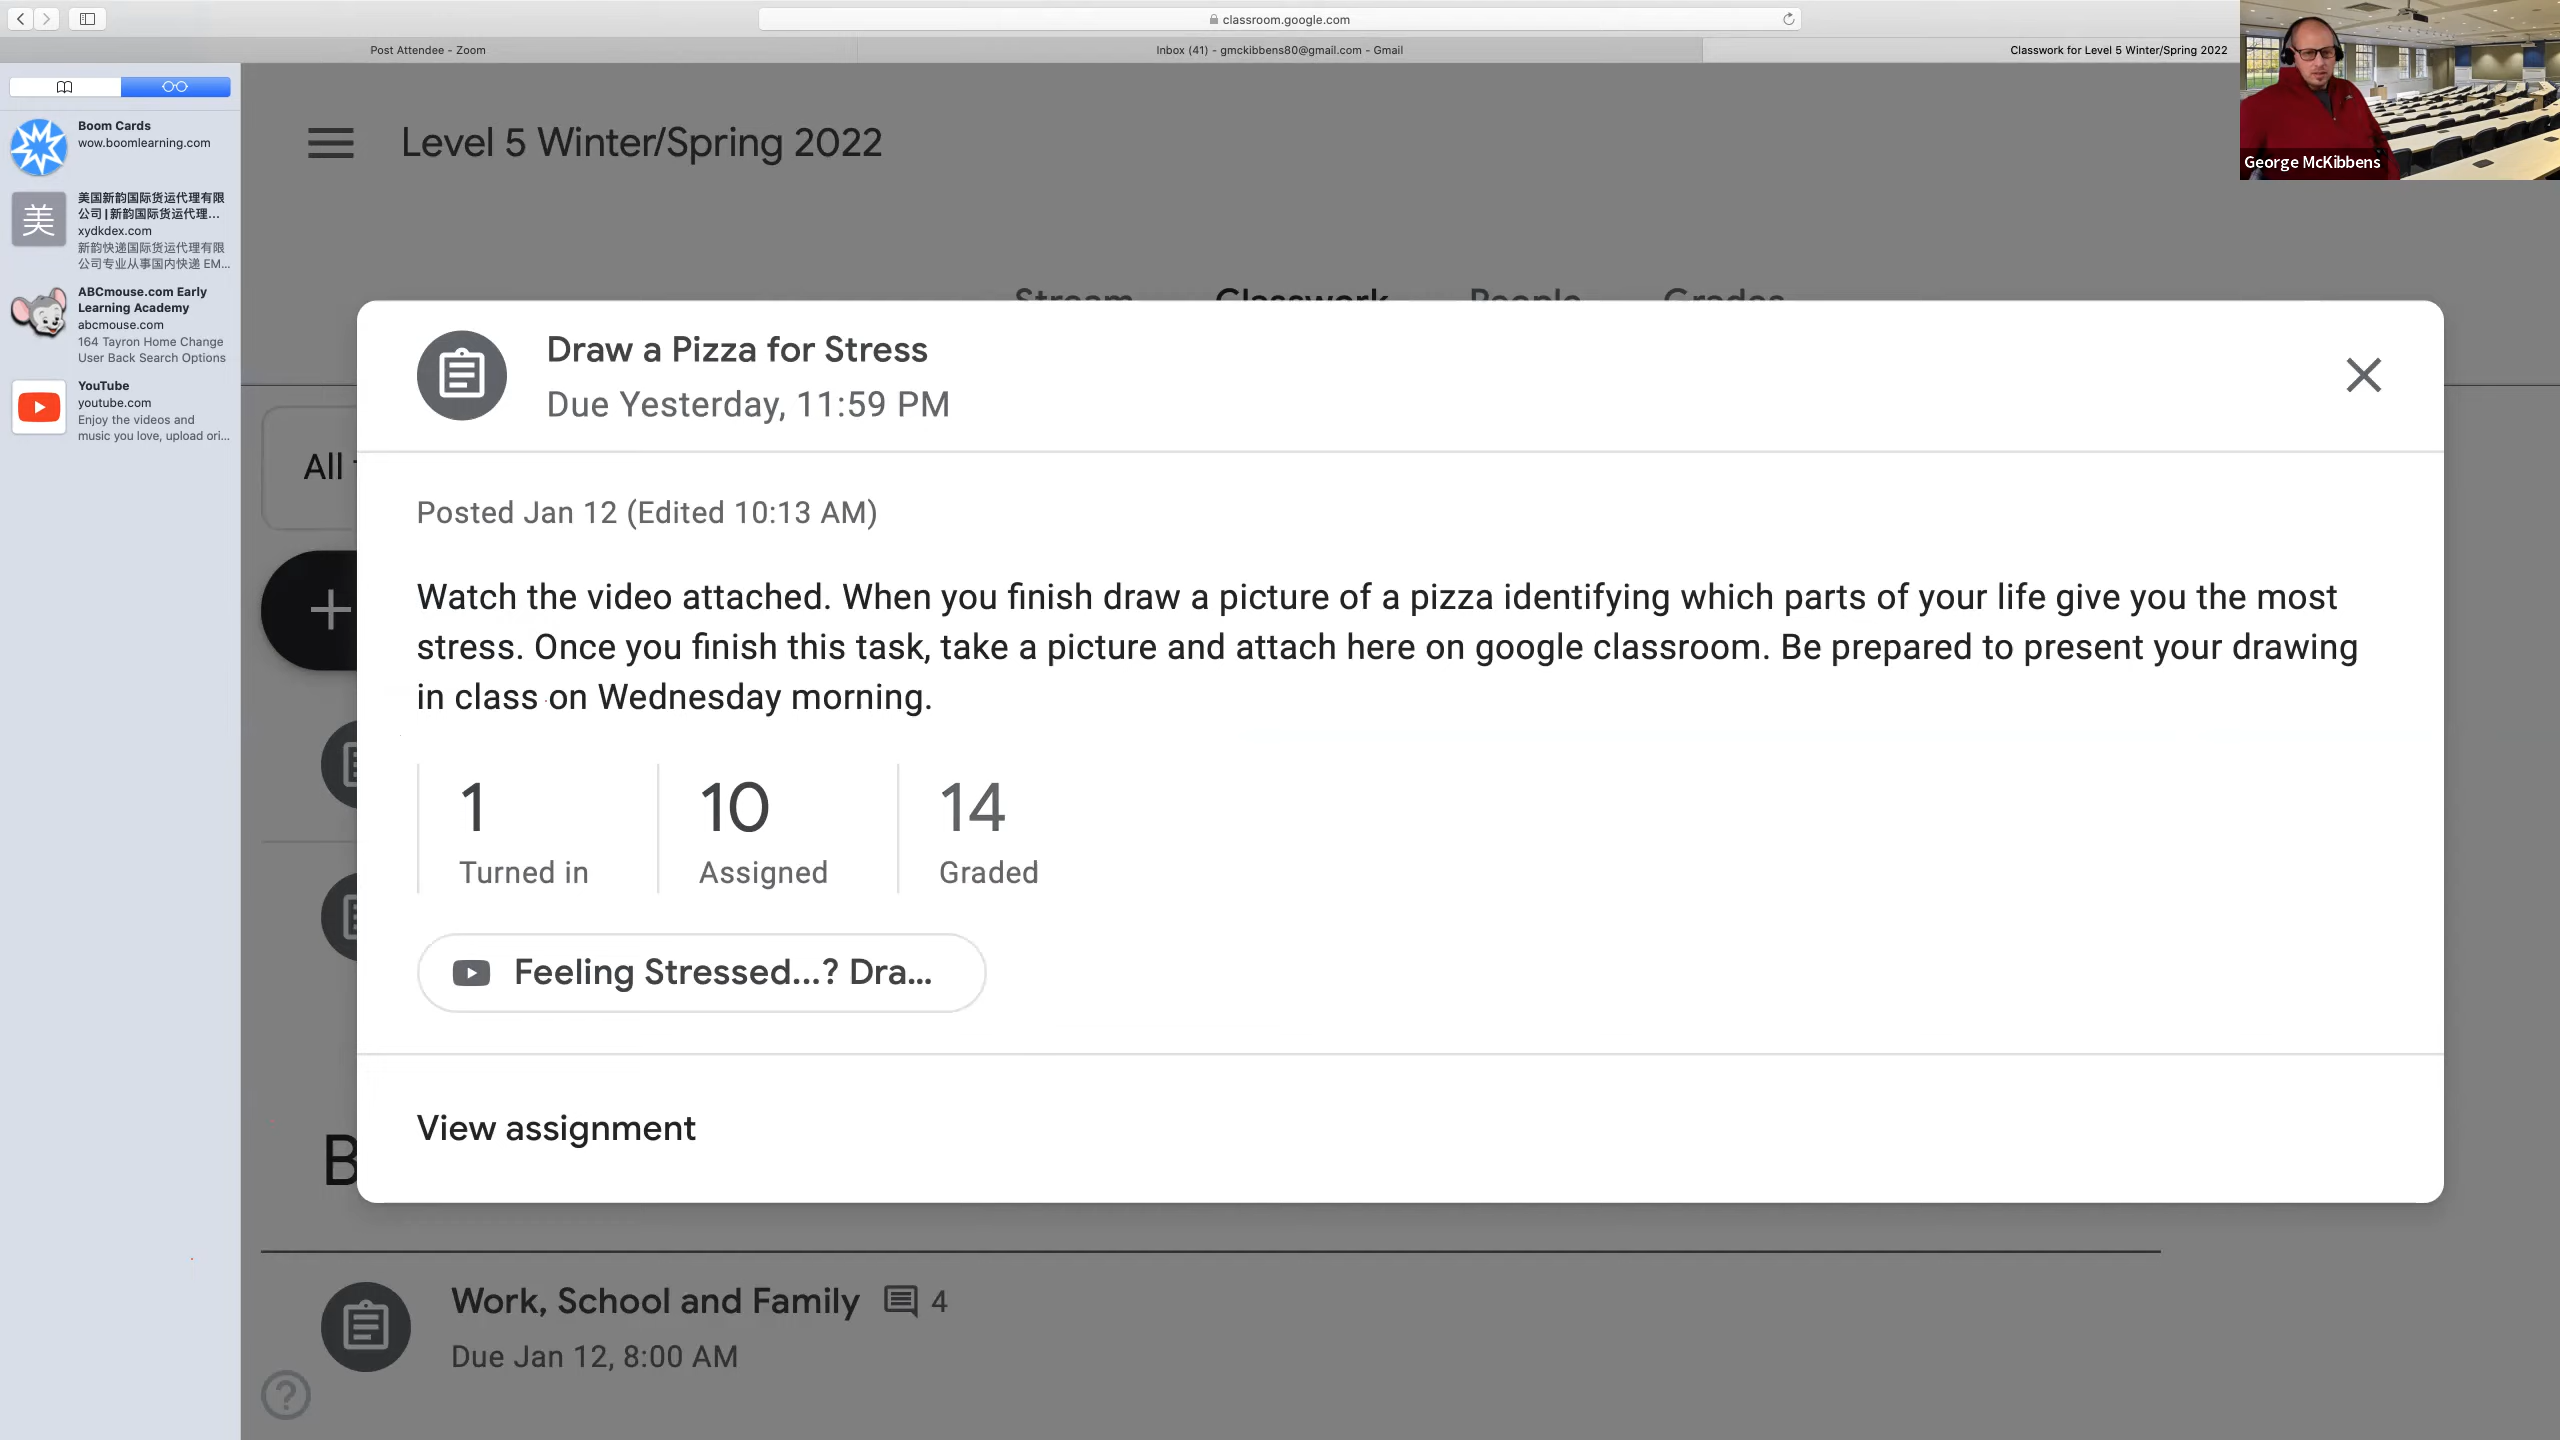 classroom.google.com
Post Attendee - Zoom
Inbox (41) - gmckibbens80@gmail.com - Gmail
Classwork for Level 5 Winter/Spring 2022
George McKibbens
Boom Cards
wow.boomlearning.com
美
美国新韵国际货运代理有限
公司|新韵国际货运代理...
xydkdex.com
新韵快递国际货运代理有限
公司专业从事国内快递 EM...
ABCmouse.com Early
Learning Academy
abcmouse.com
164 Tayron Home Change
User Back Search Options
YouTube
youtube.com
Enjoy the videos and
music you love, upload ori...
Level 5 Winter/Spring 2022
Stream Classwork People Grades
All
Draw a Pizza for Stress
Due Yesterday, 11:59 PM
Posted Jan 12 (Edited 10:13 AM)
Watch the video attached. When you finish draw a picture of a pizza identifying which parts of your life give you the most
stress. Once you finish this task, take a picture and attach here on google classroom. Be prepared to present your drawing
in class on Wednesday morning.
1 10 14
Turned in Assigned Graded
Feeling Stressed...? Dra...
View assignment
B
Work, School and Family 4
Due Jan 12, 8:00 AM